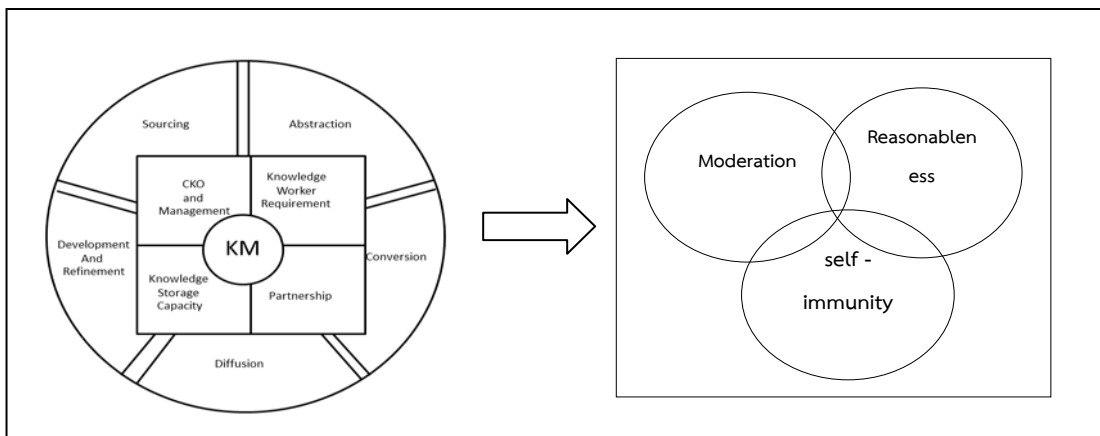 Sourcing
Abstraction
CKO
and
Management
Knowledge
Worker
Requirement
KM
Development
And
Refinement
Conversion
Knowledge
Storage
Capacity
Partnership
Diffusion
Moderation
Reasonablen
ess
self -
immunity